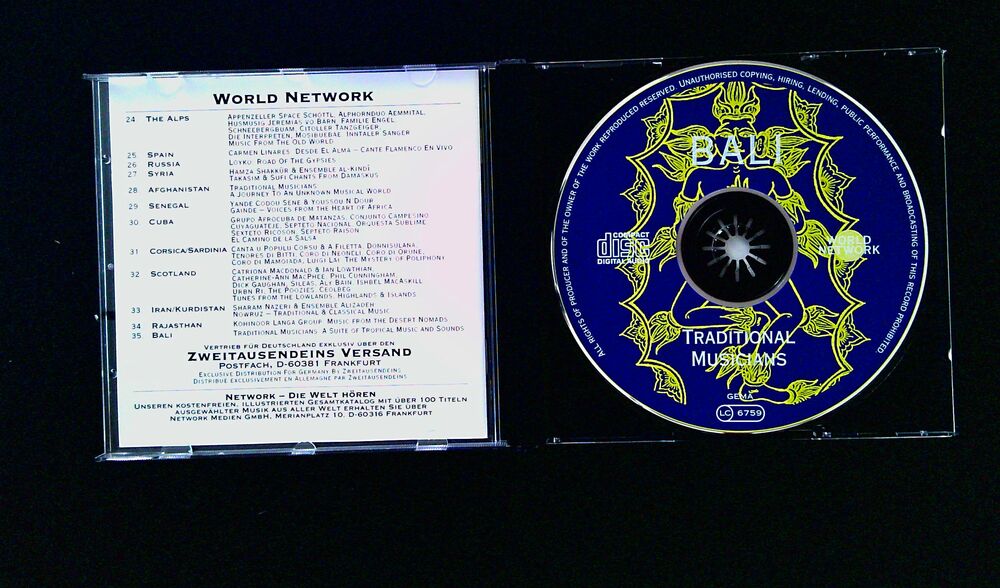 WORLD NETWORK
24 THE ALPS APPENZELLER SPACE SCHÖTTL, ALPHORNDUO AEMMITAL,
HUSMUSIG JEREMIAS VO BÄRN, FAMILIE ENGEL,
SCHNEEBERGBUAM, CITOLLER TANZGEIGER
DIE INTERPRETEN, MOSIBUEBAE, INNTALER SÄNGER
MUSIC FROM THE OLD WORLD
25 SPAIN CARMEN LINARES: DESDE EL ALMA – CANTE FLAMENCO EN VIVO
26 RUSSIA LOYKO: ROAD OF THE GYPSIES
27 SYRIA HAMZA SHAKKÛR & ENSEMBLE AL-KINDÎ
TAKASIM & SUFI CHANTS FROM DAMASKUS
28 AFGHANISTAN TRADITIONAL MUSICIANS
A JOURNEY TO AN UNKNOWN MUSICAL WORLD
29 SENEGAL YANDÉ CODOU SÈNE & YOUSSOU N'DOUR
GAINDE – VOICES FROM THE HEART OF AFRICA
30 CUBA GRUPO AFROCUBA DE MATANZAS, CONJUNTO CAMPESINO
CUYAGUATEJE, SEPTETO NACIONAL, ORQUESTA SUBLIME
SEXTETO RICOSON, SEPTETO RAISON
EL CAMINO DE LA SALSA
31 CORSICA/SARDINIA CANTA U POPULU CORSU & A FILETTA, DONNISULANA,
TENORES DI BITTI, CORO DI NEONELI, CORO DI ORUNE,
CORO DI MAMOIADA, LUIGI LAI: THE MYSTERY OF POLIPHONY
32 SCOTLAND CATRIONA MACDONALD & IAN LOWTHIAN,
CATHERINE-ANN MACPHEE, PHIL CUNNINGHAM,
DICK GAUGHAN, SILEAS, ALY BAIN, ISHBEL MACASKILL
URBN RI, THE POOZIES, CEOLBEG
TUNES FROM THE LOWLANDS, HIGHLANDS & ISLANDS
33 IRAN/KURDISTAN SHARAM NAZERI & ENSEMBLE ALIZADEH
NOWRUZ – TRADITIONAL & CLASSICAL MUSIC
34 RAJASTHAN KOHINOOR LANGA GROUP: MUSIC FROM THE DESERT NOMADS
35 BALI TRADITIONAL MUSICIANS: A SUITE OF TROPICAL MUSIC AND SOUNDS
VERTRIEB FÜR DEUTSCHLAND EXKLUSIV ÜBER DEN
ZWEITAUSENDEINS VERSAND
POSTFACH, D-60381 FRANKFURT
EXCLUSIVE DISTRIBUTION FOR GERMANY BY ZWEITAUSENDEINS
DISTRIBUÉ EXCLUSIVEMENT EN ALLEMAGNE PAR ZWEITAUSENDEINS
NETWORK – DIE WELT HÖREN
UNSEREN KOSTENFREIEN, ILLUSTRIERTEN GESAMTKATALOG MIT ÜBER 100 TITELN
AUSGEWÄHLTER MUSIK AUS ALLER WELT ERHALTEN SIE ÜBER
NETWORK MEDIEN GMBH, MERIANPLATZ 10, D-60316 FRANKFURT
ALL RIGHTS OF PRODUCER AND OF THE OWNER OF THE WORK REPRODUCED RESERVED UNAUTHORISED COPYING, HIRING, LENDING, PUBLIC PERFORMANCE AND BROADCASTING OF THIS RECORD PROHIBITED
BALI
COMPACT
disc
DIGITAL AUDIO
WORLD
NETWORK
TRADITIONAL
MUSICIANS
GEMA
LC 6759